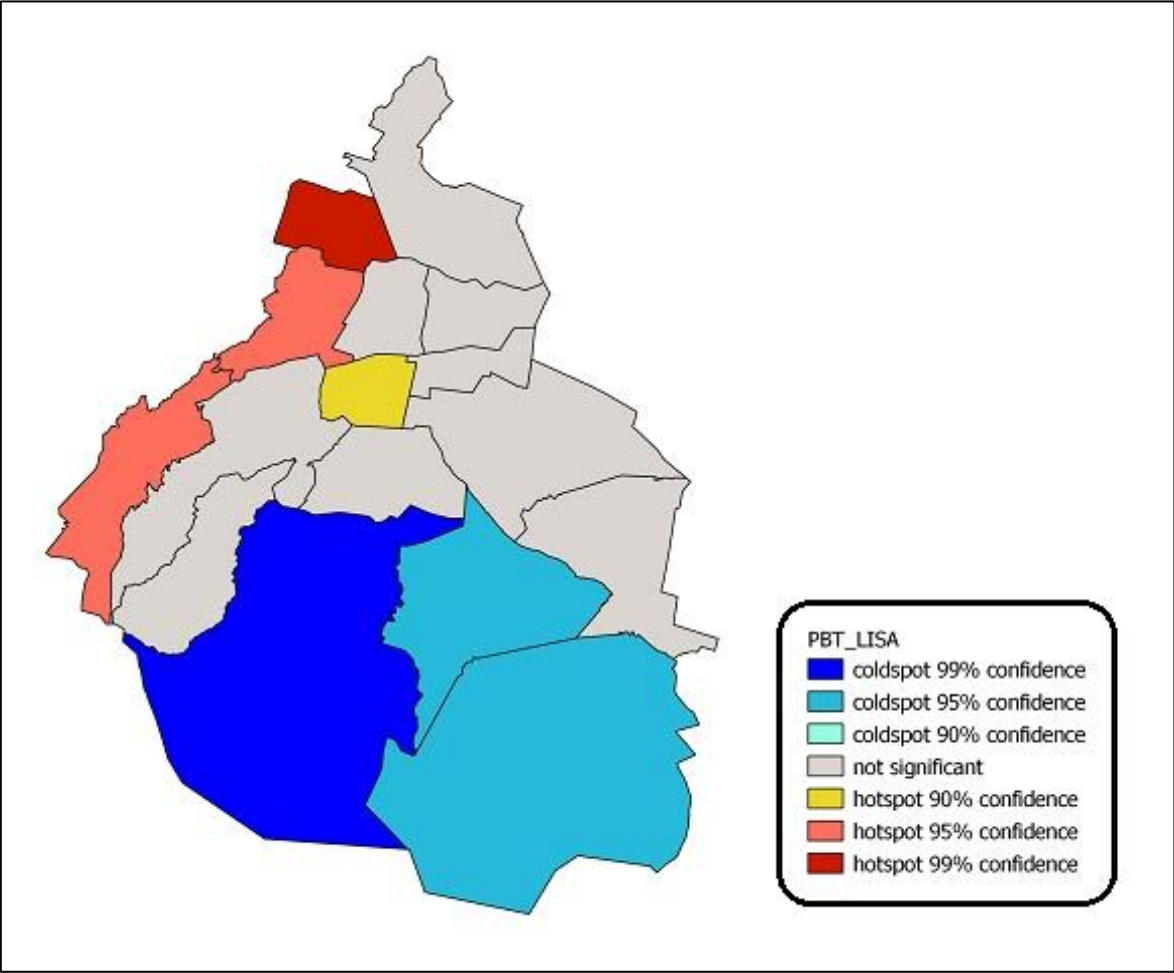 PBT_LISA
coldspot 99% confidence
coldspot 95% confidence
coldspot 90% confidence
not significant
hotspot 90% confidence
hotspot 95% confidence
hotspot 99% confidence